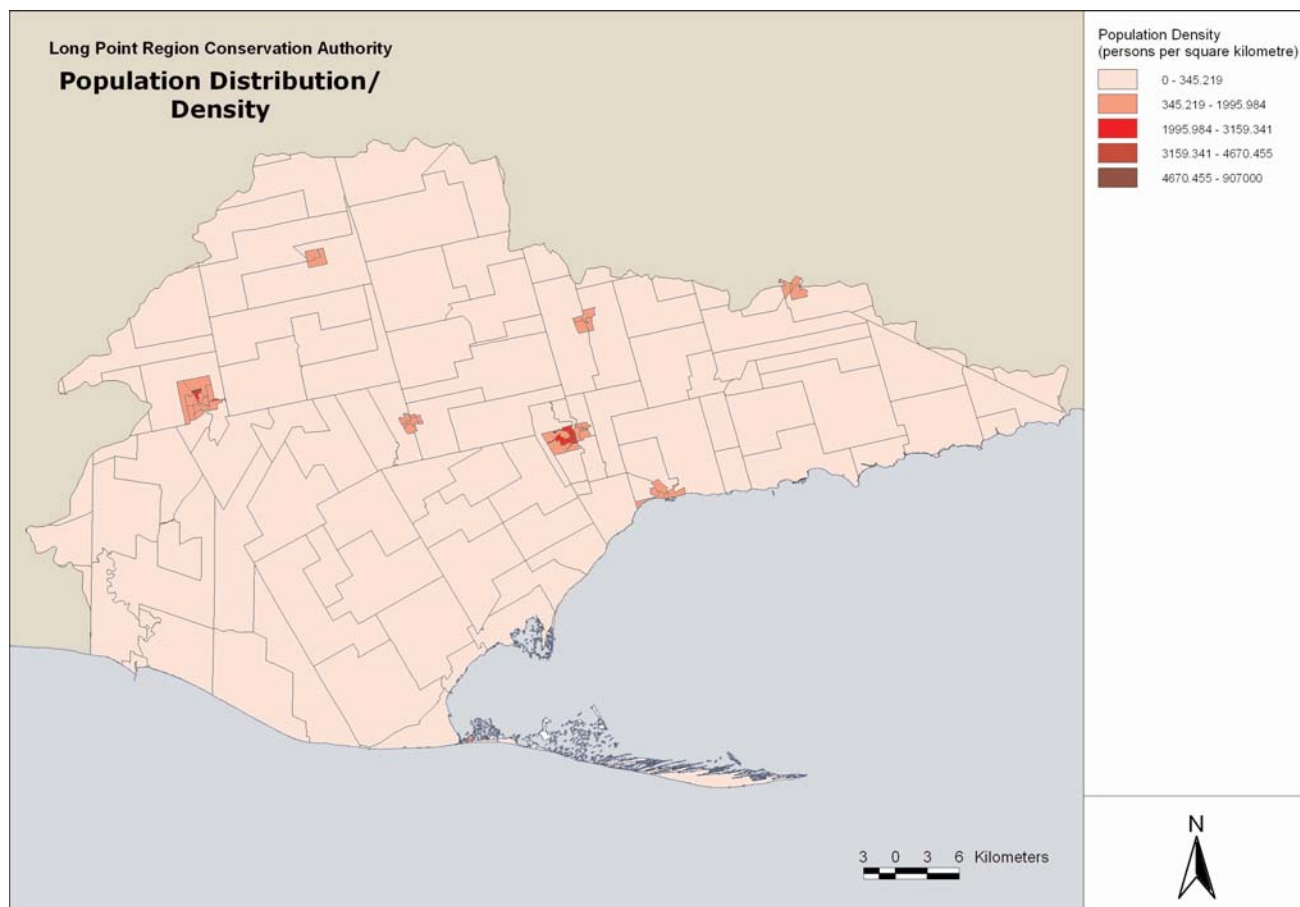 Long Point Region Conservation Authority
Population Distribution/
Density
Population Density
(persons per square kilometre)
0 - 345.219
345.219 - 1995.984
1995.984 - 3159.341
3159.341 - 4670.455
4670.455 - 907000
3 0 3 6 Kilometers
N